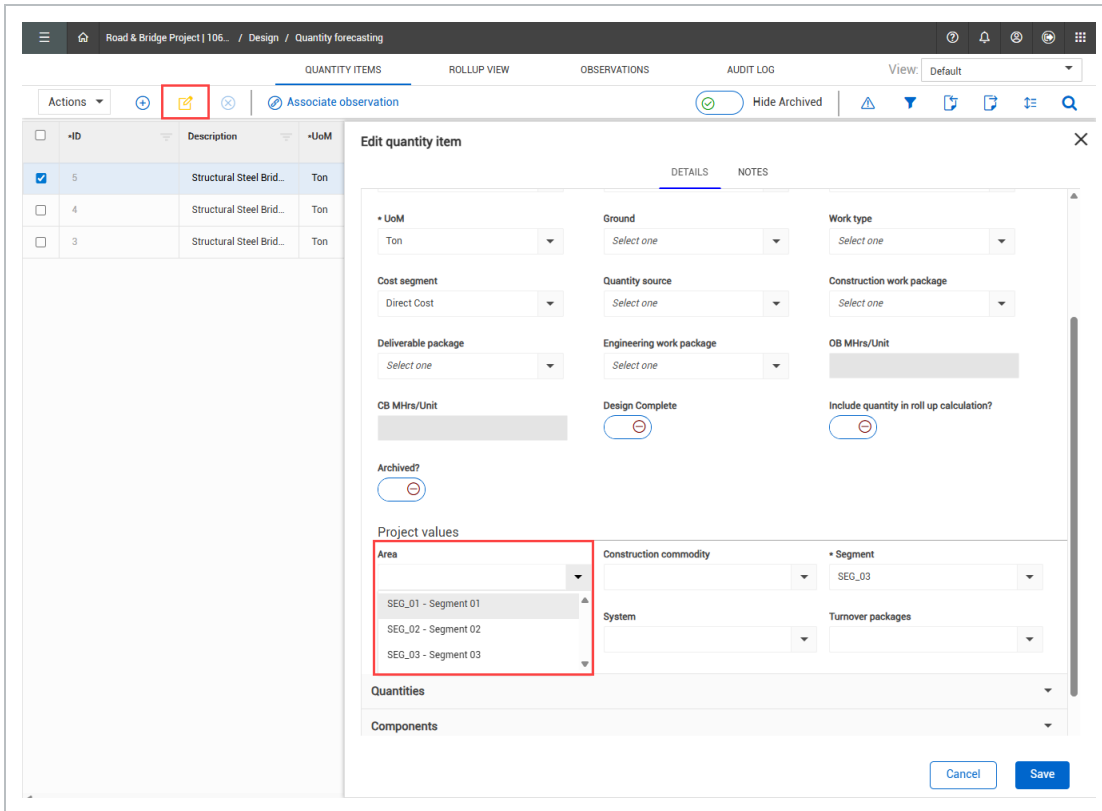 Road & Bridge Project | 106... / Design / Quantity forecasting
QUANTITY ITEMS ROLLUP VIEW OBSERVATIONS AUDIT LOG View: Default
Actions Associate observation Hide Archived
•ID Description •UoM
5 Structural Steel Brid... Ton
4 Structural Steel Brid... Ton
3 Structural Steel Brid... Ton
Edit quantity item
DETAILS NOTES
• UoM Ground Work type
Ton Select one Select one
Cost segment Quantity source Construction work package
Direct Cost Select one Select one
Deliverable package Engineering work package OB MHrs/Unit
Select one Select one
CB MHrs/Unit Design Complete Include quantity in roll up calculation?
Archived?
Project values
Area Construction commodity • Segment
SEG_03
SEG_01 - Segment 01
System Turnover packages
SEG_02 - Segment 02
SEG_03 - Segment 03
Quantities
Components
Cancel Save